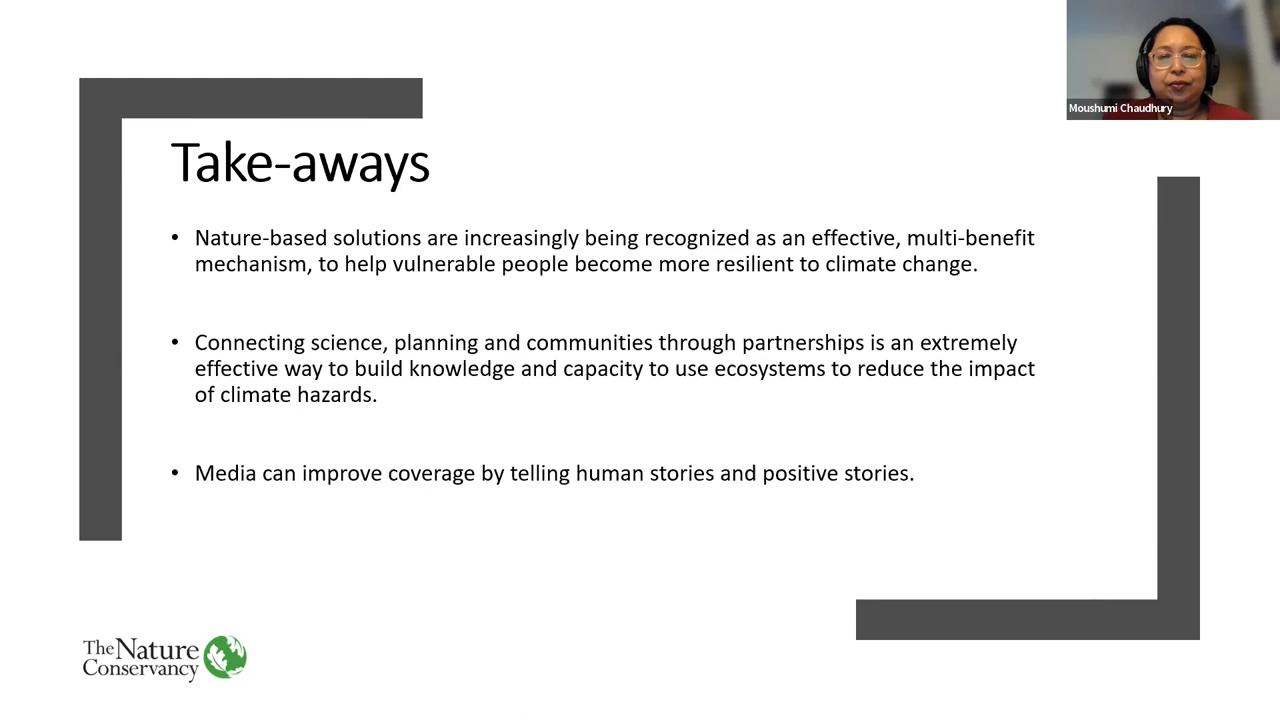 Moushumi Chaudhury
Take-aways
• Nature-based solutions are increasingly being recognized as an effective, multi-benefit
mechanism, to help vulnerable people become more resilient to climate change.
• Connecting science, planning and communities through partnerships is an extremely
effective way to build knowledge and capacity to use ecosystems to reduce the impact
of climate hazards.
• Media can improve coverage by telling human stories and positive stories.
The Nature
Conservancy